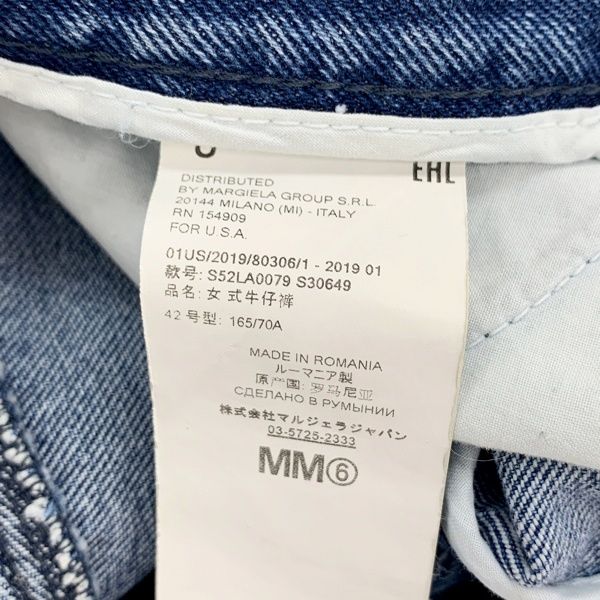 EAC
DISTRIBUTED
BY MARGIELA GROUP S.R.L.
20144 MILANO (MI) - ITALY
RN 154909
FOR U.S.A.
01US/2019/80306/1 - 2019 01
款号: S52LA0079 S30649
品名: 女 式牛仔裤
42 号型: 165/70A
MADE IN ROMANIA
ルーマニア製
原产国: 罗马尼亚
СДЕЛАНО В РУМЫНИИ
株式会社マルジェラジャパン
03-5725-2333
MM⑥